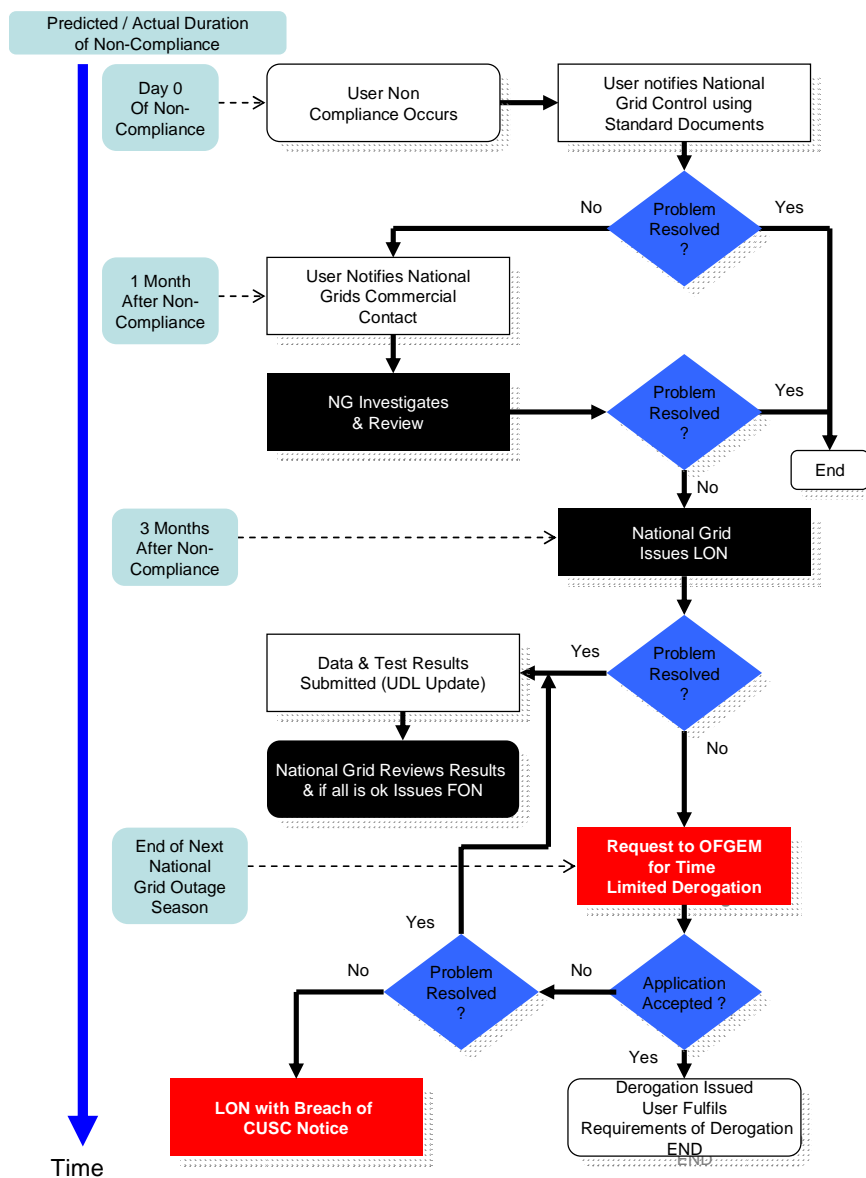 Predicted / Actual Duration
of Non-Compliance
Day 0
Of Non-
Compliance
User Non
Compliance Occurs
User notifies National
Grid Control using
Standard Documents
No
Problem
Resolved
?
Yes
1 Month
After Non-
Compliance
User Notifies National
Grids Commercial
Contact
NG Investigates
& Review
Problem
Resolved
?
Yes
End
No
3 Months
After Non-
Compliance
National Grid
Issues LON
Yes
Problem
Resolved
?
Data & Test Results
Submitted (UDL Update)
No
National Grid Reviews Results
& if all is ok Issues FON
End of Next
National
Grid Outage
Season
Request to OFGEM
for Time
Limited Derogation
Yes
No
Problem
Resolved
?
No
Application
Accepted ?
Yes
LON with Breach of
CUSC Notice
Derogation Issued
User Fulfils
Requirements of Derogation
END
END
Time